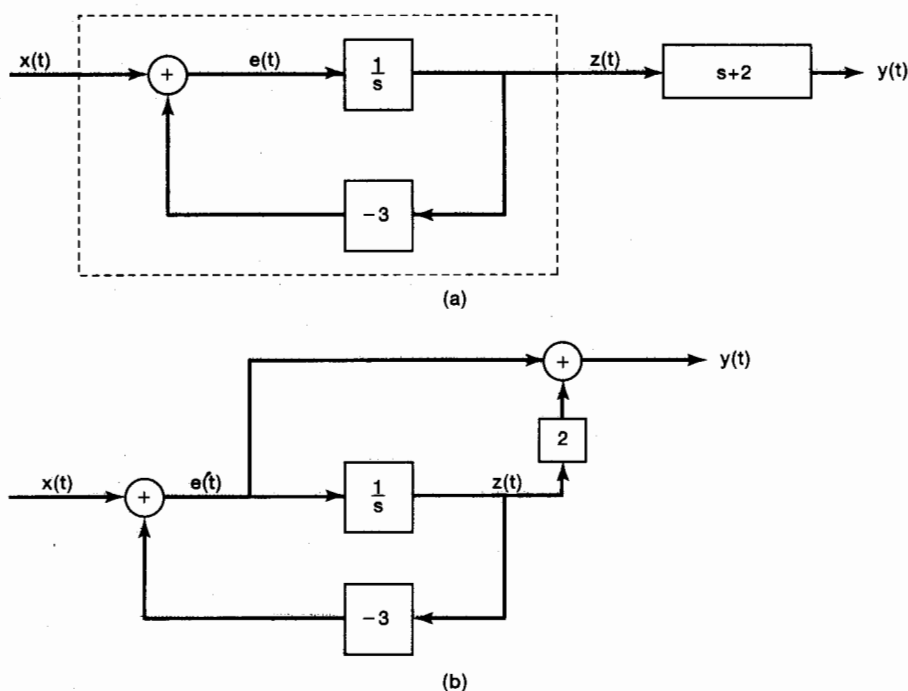 x(t)
+
e(t)
1
s
z(t)
s+2
y(t)
−3
(a)
+
y(t)
2
x(t)
+
e(t)
1
s
z(t)
−3
(b)